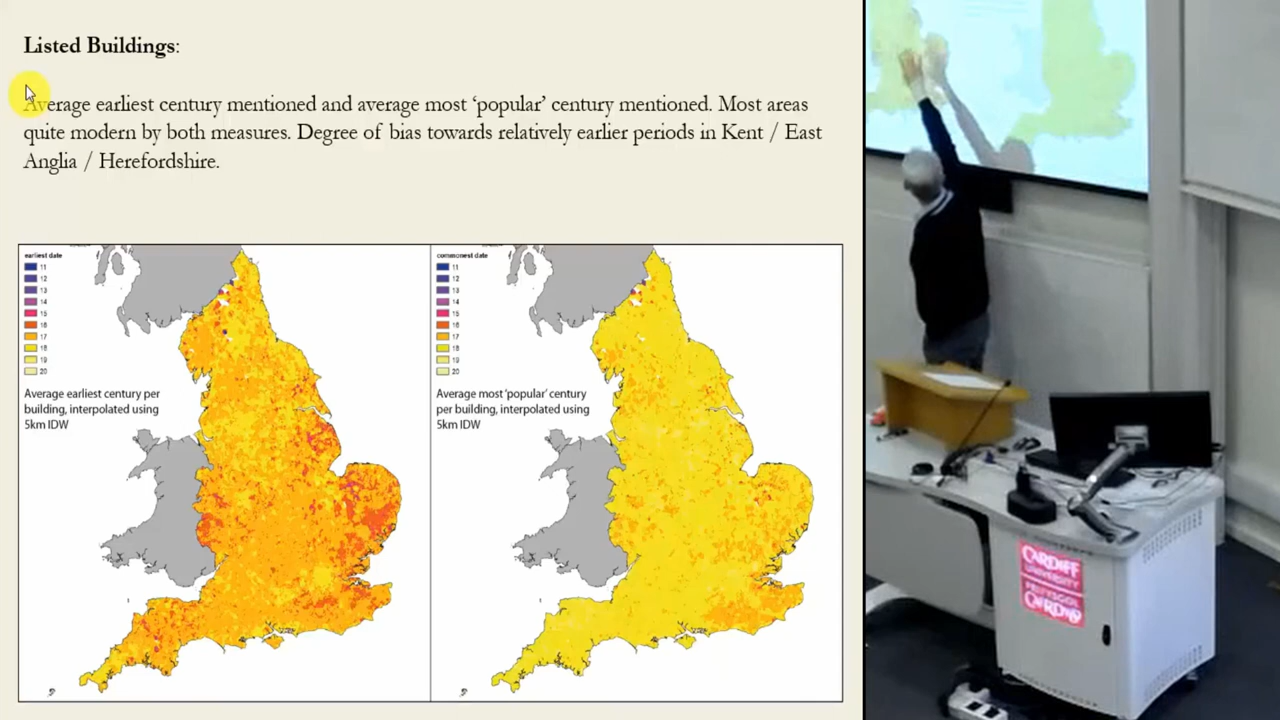 Listed Buildings:
Average earliest century mentioned and average most ‘popular’ century mentioned. Most areas
quite modern by both measures. Degree of bias towards relatively earlier periods in Kent / East
Anglia / Herefordshire.
earliest date
11
12
13
14
15
16
17
18
19
20
Average earliest century per
building, interpolated using
5km IDW
commonest date
11
12
13
14
15
16
17
18
19
20
Average most ‘popular’ century
per building, interpolated using
5km IDW
CARDIFF
UNIVERSITY
PRIFYSGOL
CAERDYDD